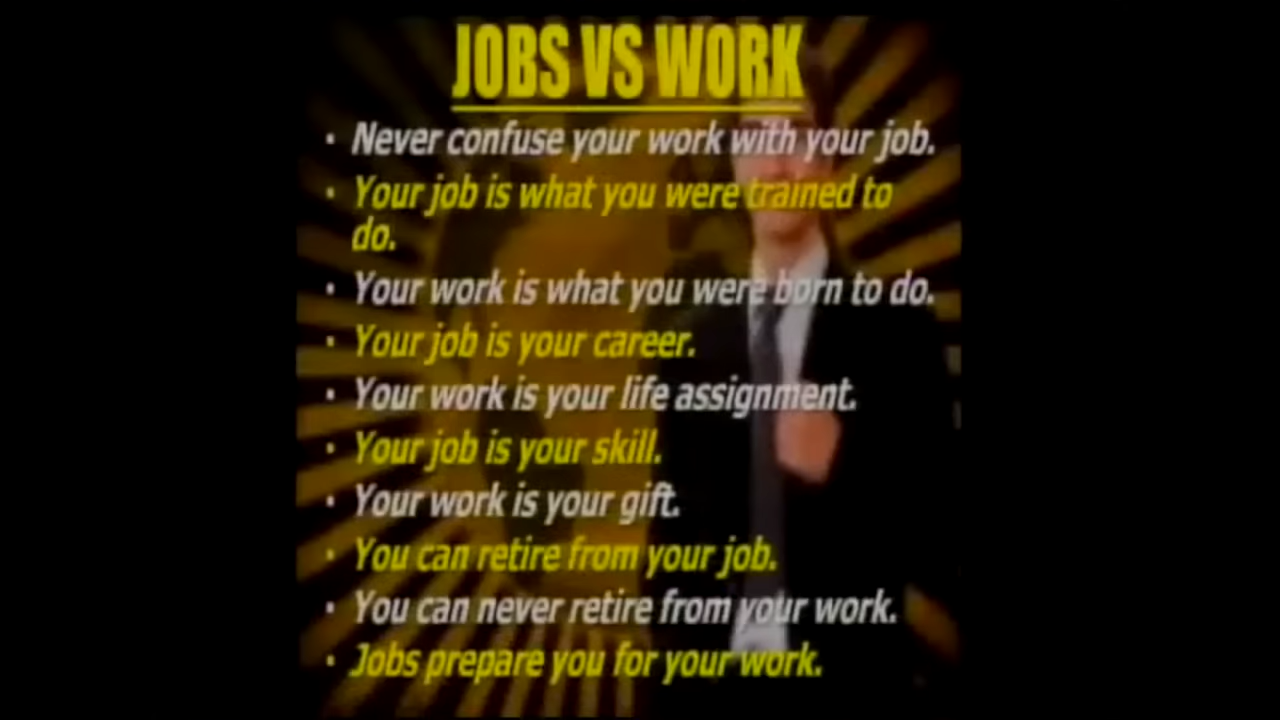 JOBS VS WORK
· Never confuse your work with your job.
· Your job is what you were trained to
do.
· Your work is what you were born to do.
· Your job is your career.
· Your work is your life assignment.
· Your job is your skill.
· Your work is your gift.
· You can retire from your job.
· You can never retire from your work.
· Jobs prepare you for your work.